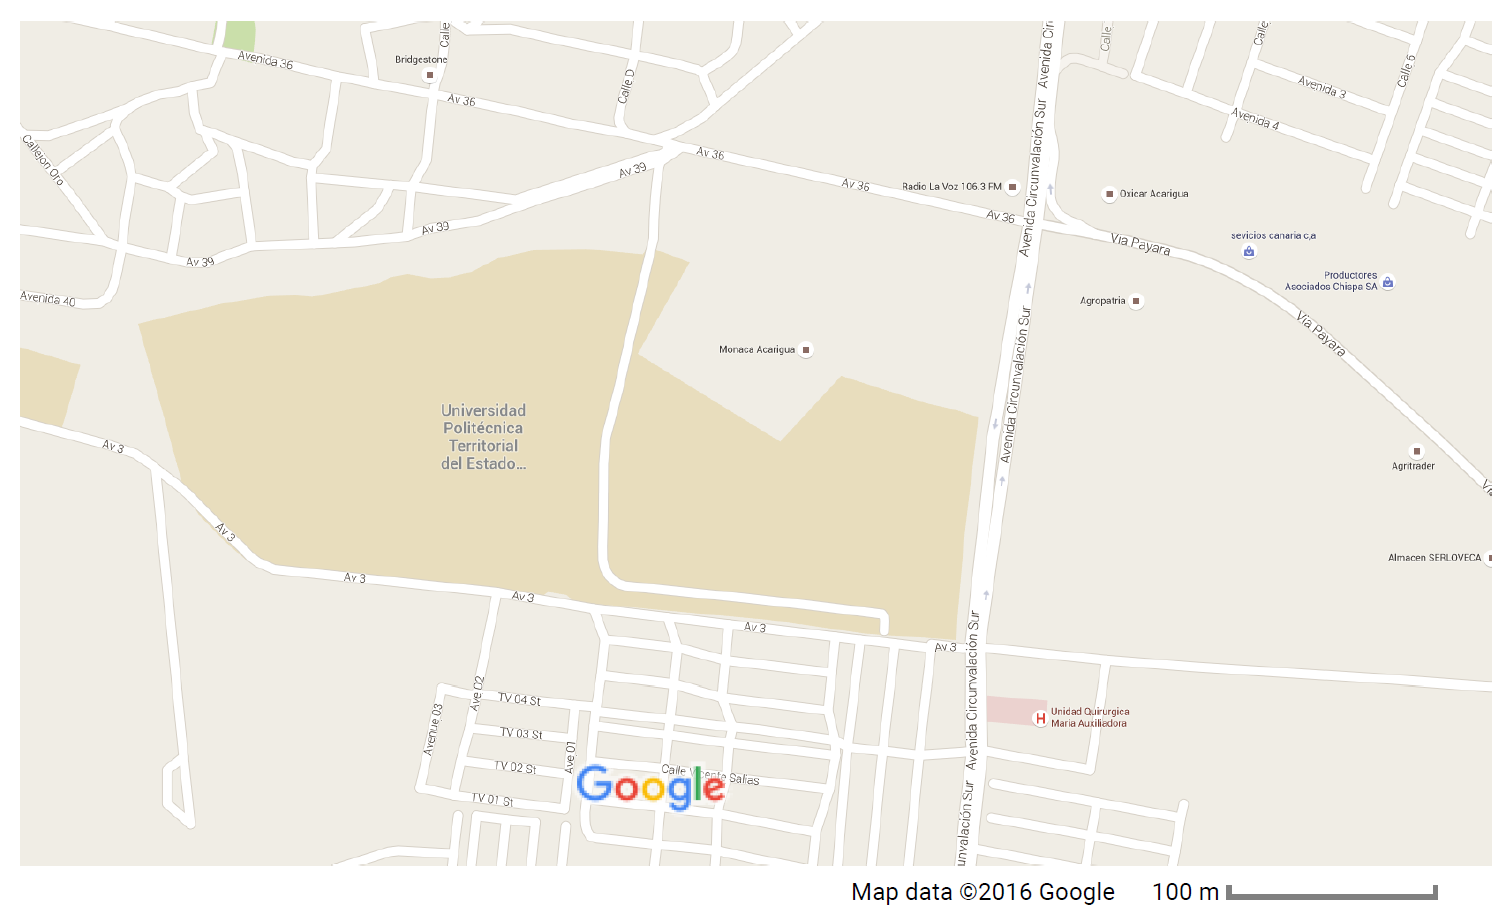 Avenida 36
Bridgestone
Calle
Av 36
Calle D
Avenida Cir
Calle
Calle
Calle 6
Avenida 3
Avenida 4
Callejon Oro
Av 39
Av 36
Av 36
Radio La Voz 106.3 FM
Avenida Circunvalación Sur
Oxicar Acarigua
Av 36
Av 39
Via Payara
sevicios canaria c,a
Av 39
Productores
Asociados Chispa SA
Avenida 40
Agropatria
Via Payara
Monaca Acarigua
Avenida Circunvalación Sur
Universidad
Politécnica
Territorial
del Estado...
Av 3
Agritrader
Vi
Av 3
Almacen SERLOVECA
Av 3
Av 3
Av 3
Av 3
Avenida Circunvalación Sur
Ave 02
TV 04 St
Avenue 03
TV 03 St
Ave 01
TV 02 St
TV 01 St
Calle Vicente Salias
Google
Unidad Quirurgica
Maria Auxiliadora
H
unvalación Sur
Map data ©2016 Google
100 m